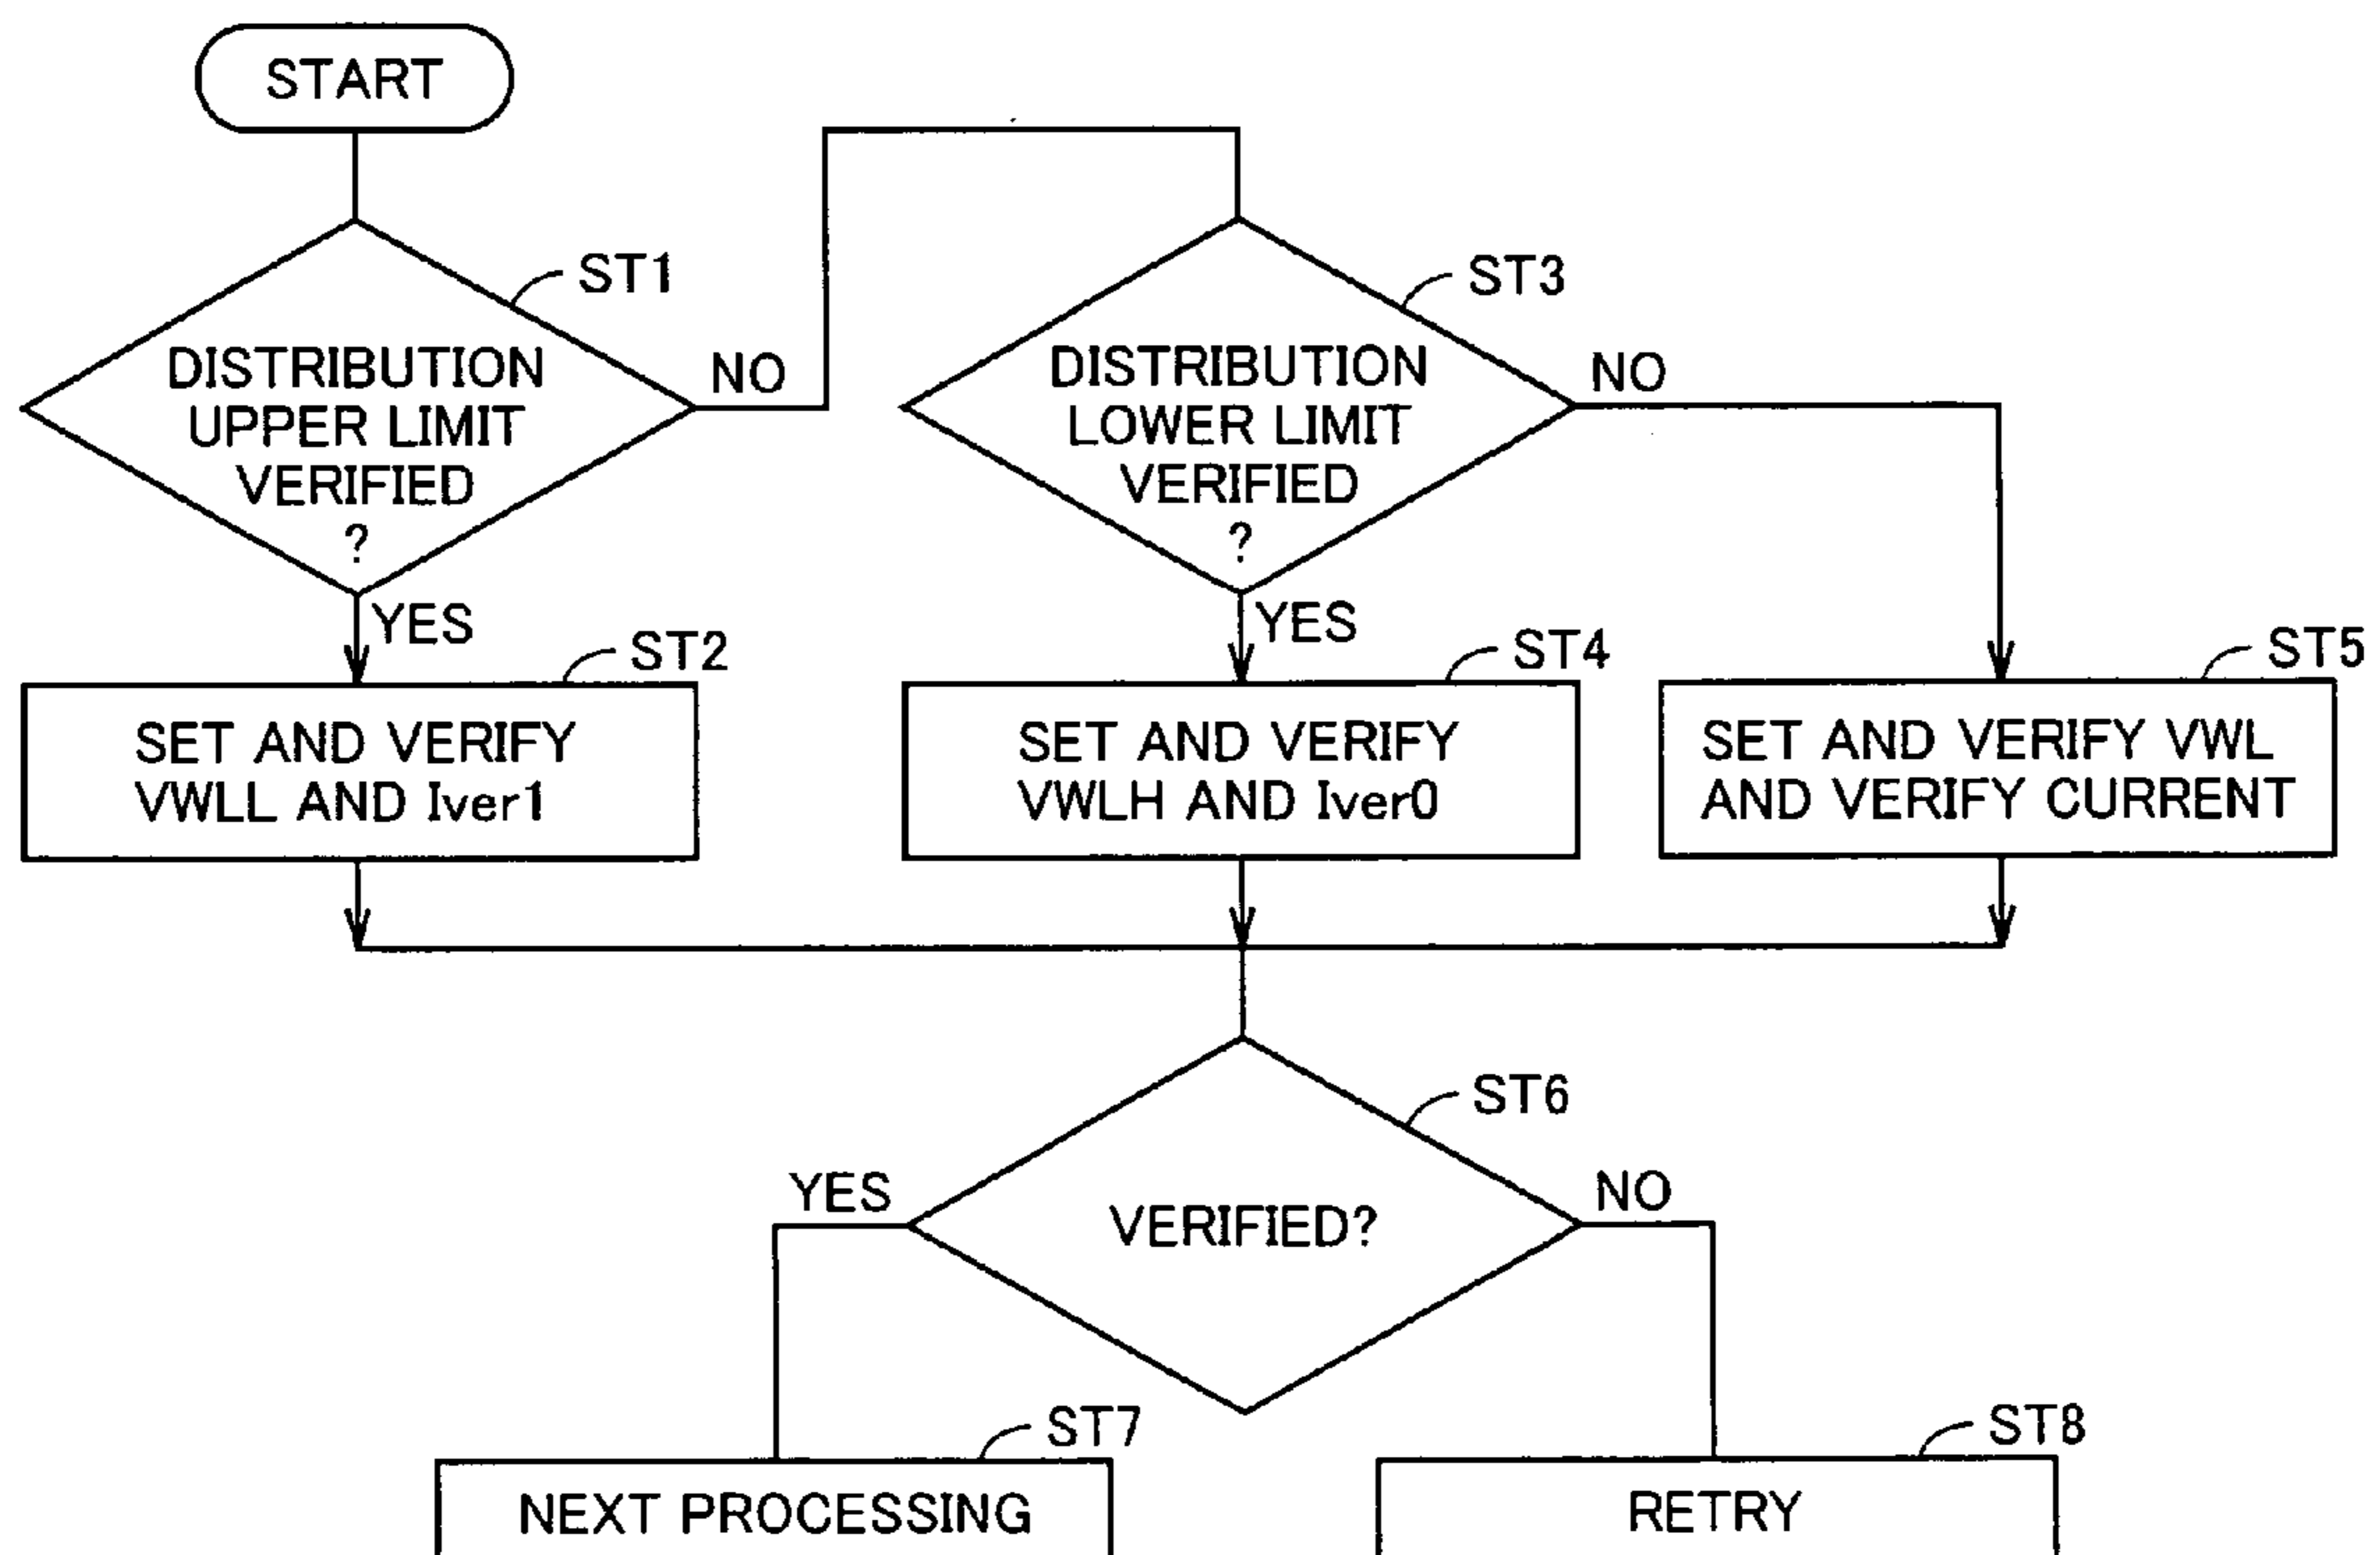 START
ST1
DISTRIBUTION
UPPER LIMIT
VERIFIED
?
NO
YES
ST3
DISTRIBUTION
LOWER LIMIT
VERIFIED
?
NO
YES
ST2
SET AND VERIFY
VWLL AND Iver1
ST4
SET AND VERIFY
VWLH AND Iver0
ST5
SET AND VERIFY VWL
AND VERIFY CURRENT
ST6
VERIFIED?
YES
NO
ST7
NEXT PROCESSING
ST8
RETRY